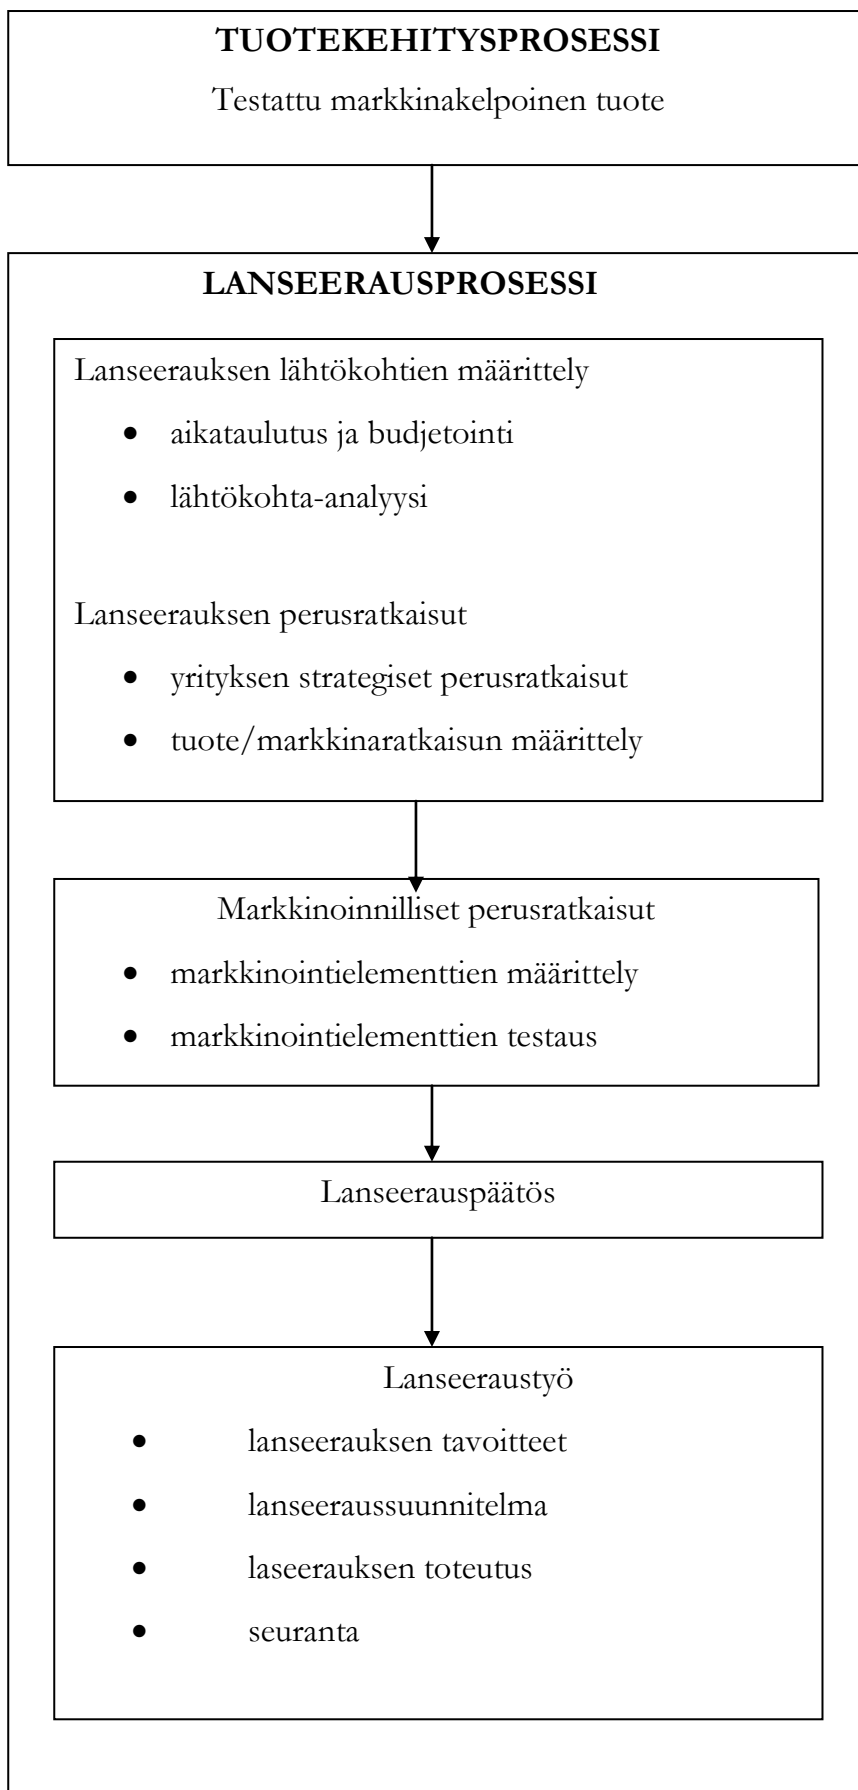 TUOTEKEHITYSPROSESSI
Testattu markkinakelpoinen tuote
LANSEERAUSPROSESSI
Lanseerauksen lähtökohtien määrittely
• aikataulutus ja budjetointi
• lähtökohta-analyysi
Lanseerauksen perusratkaisut
• yrityksen strategiset perusratkaisut
• tuote/markkinaratkaisun määrittely
Markkinoinnilliset perusratkaisut
• markkinointielementtien määrittely
• markkinointielementtien testaus
Lanseerauspäätös
Lanseeraustyö
• lanseerauksen tavoitteet
• lanseeraussuunnitelma
• laseerauksen toteutus
• seuranta